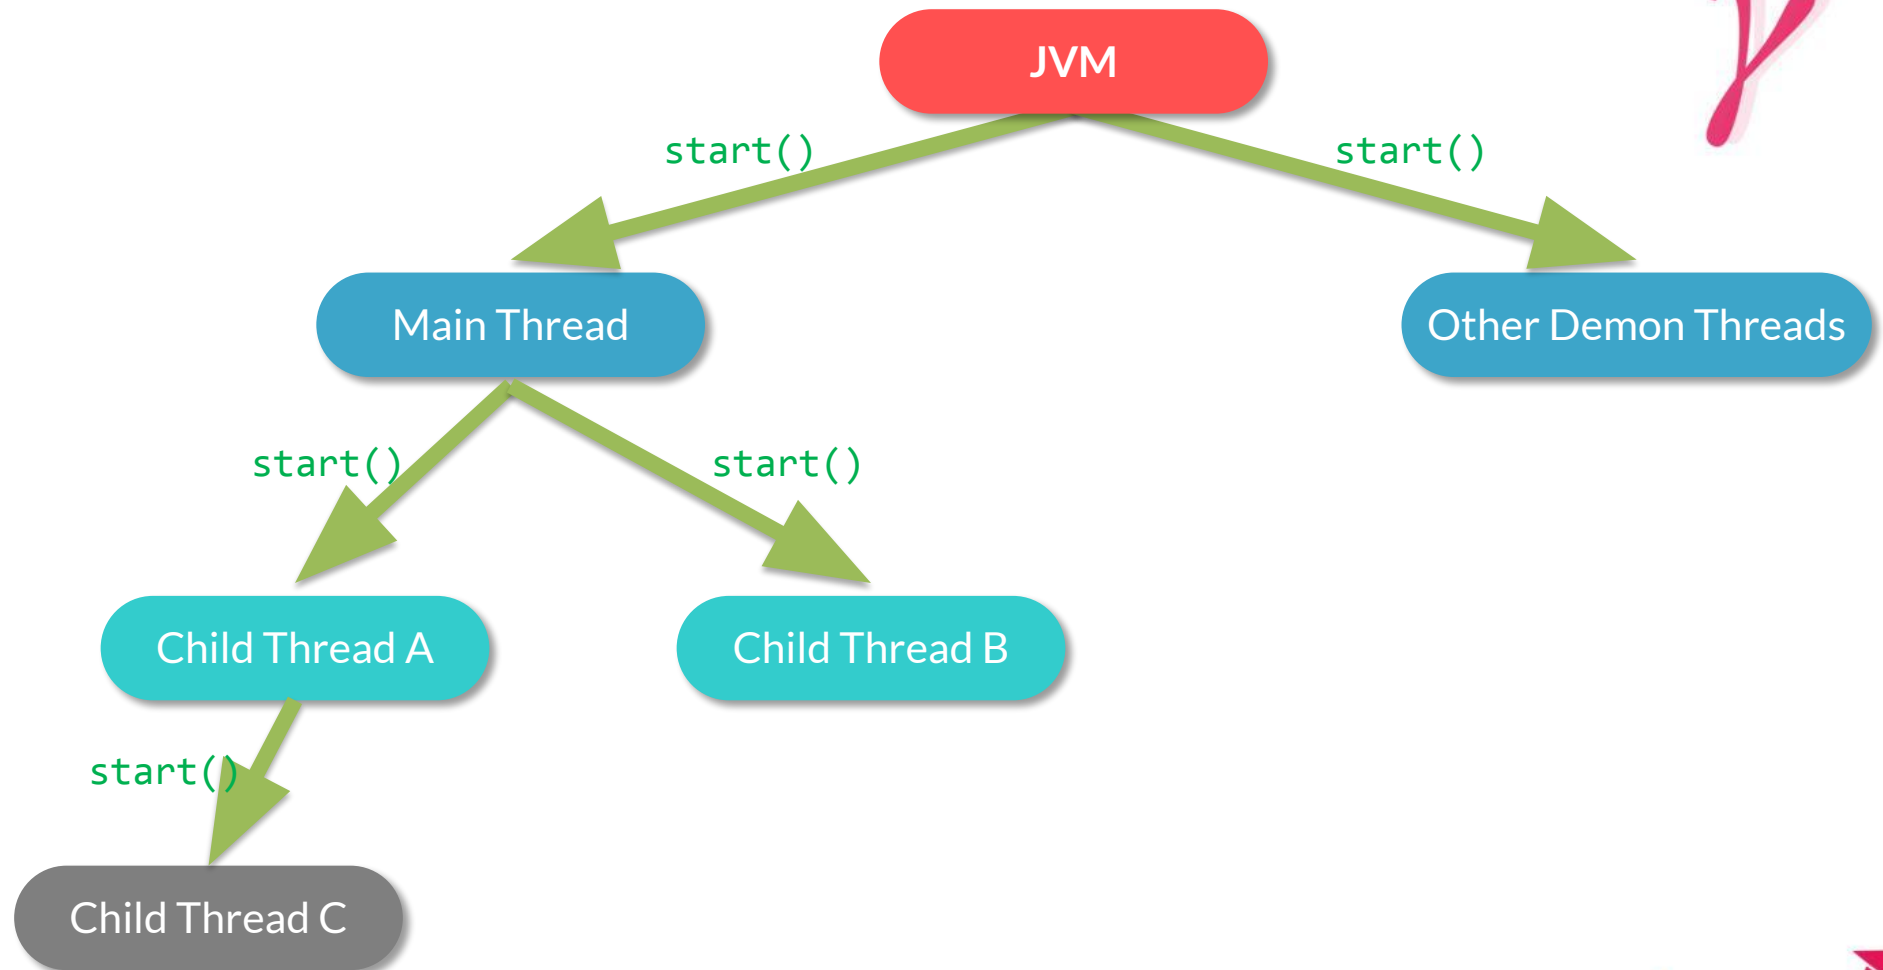 JVM
start()
start()
Main Thread
Other Demon Threads
start()
start()
Child Thread A
Child Thread B
start()
Child Thread C